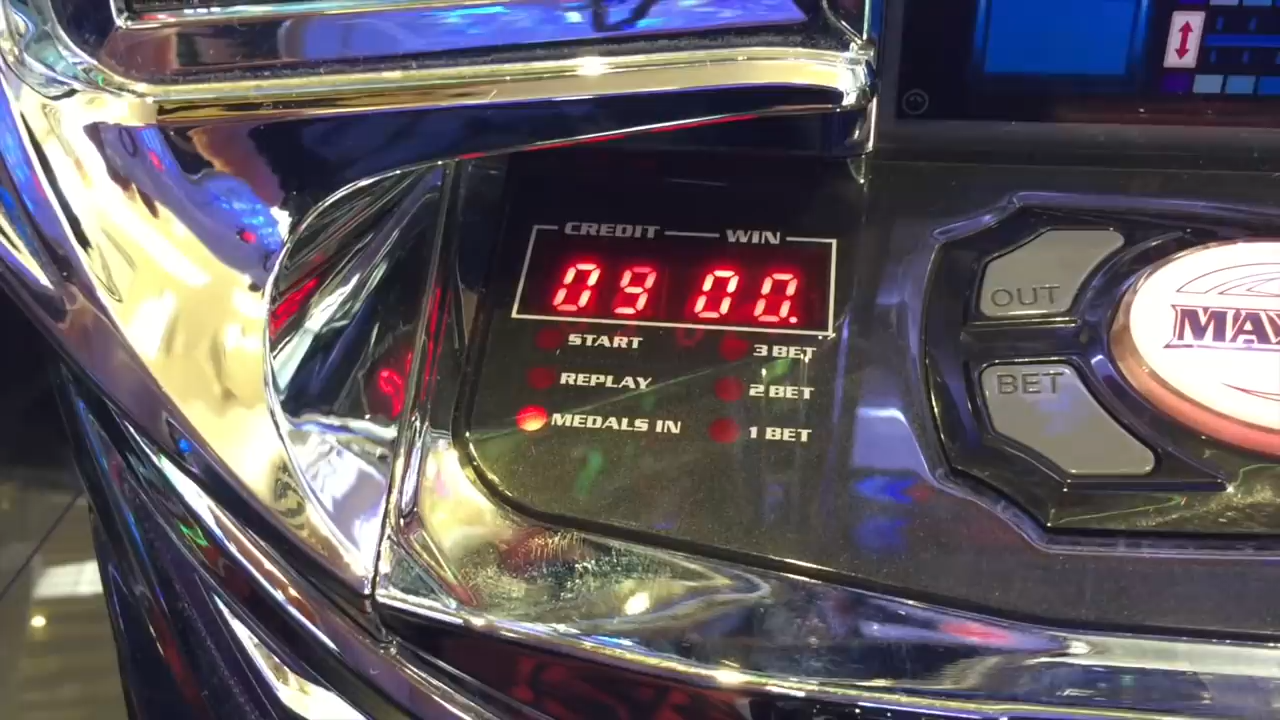 CREDIT WIN
09 00.
START 3 BET
REPLAY 2 BET
MEDALS IN 1 BET
OUT
BET